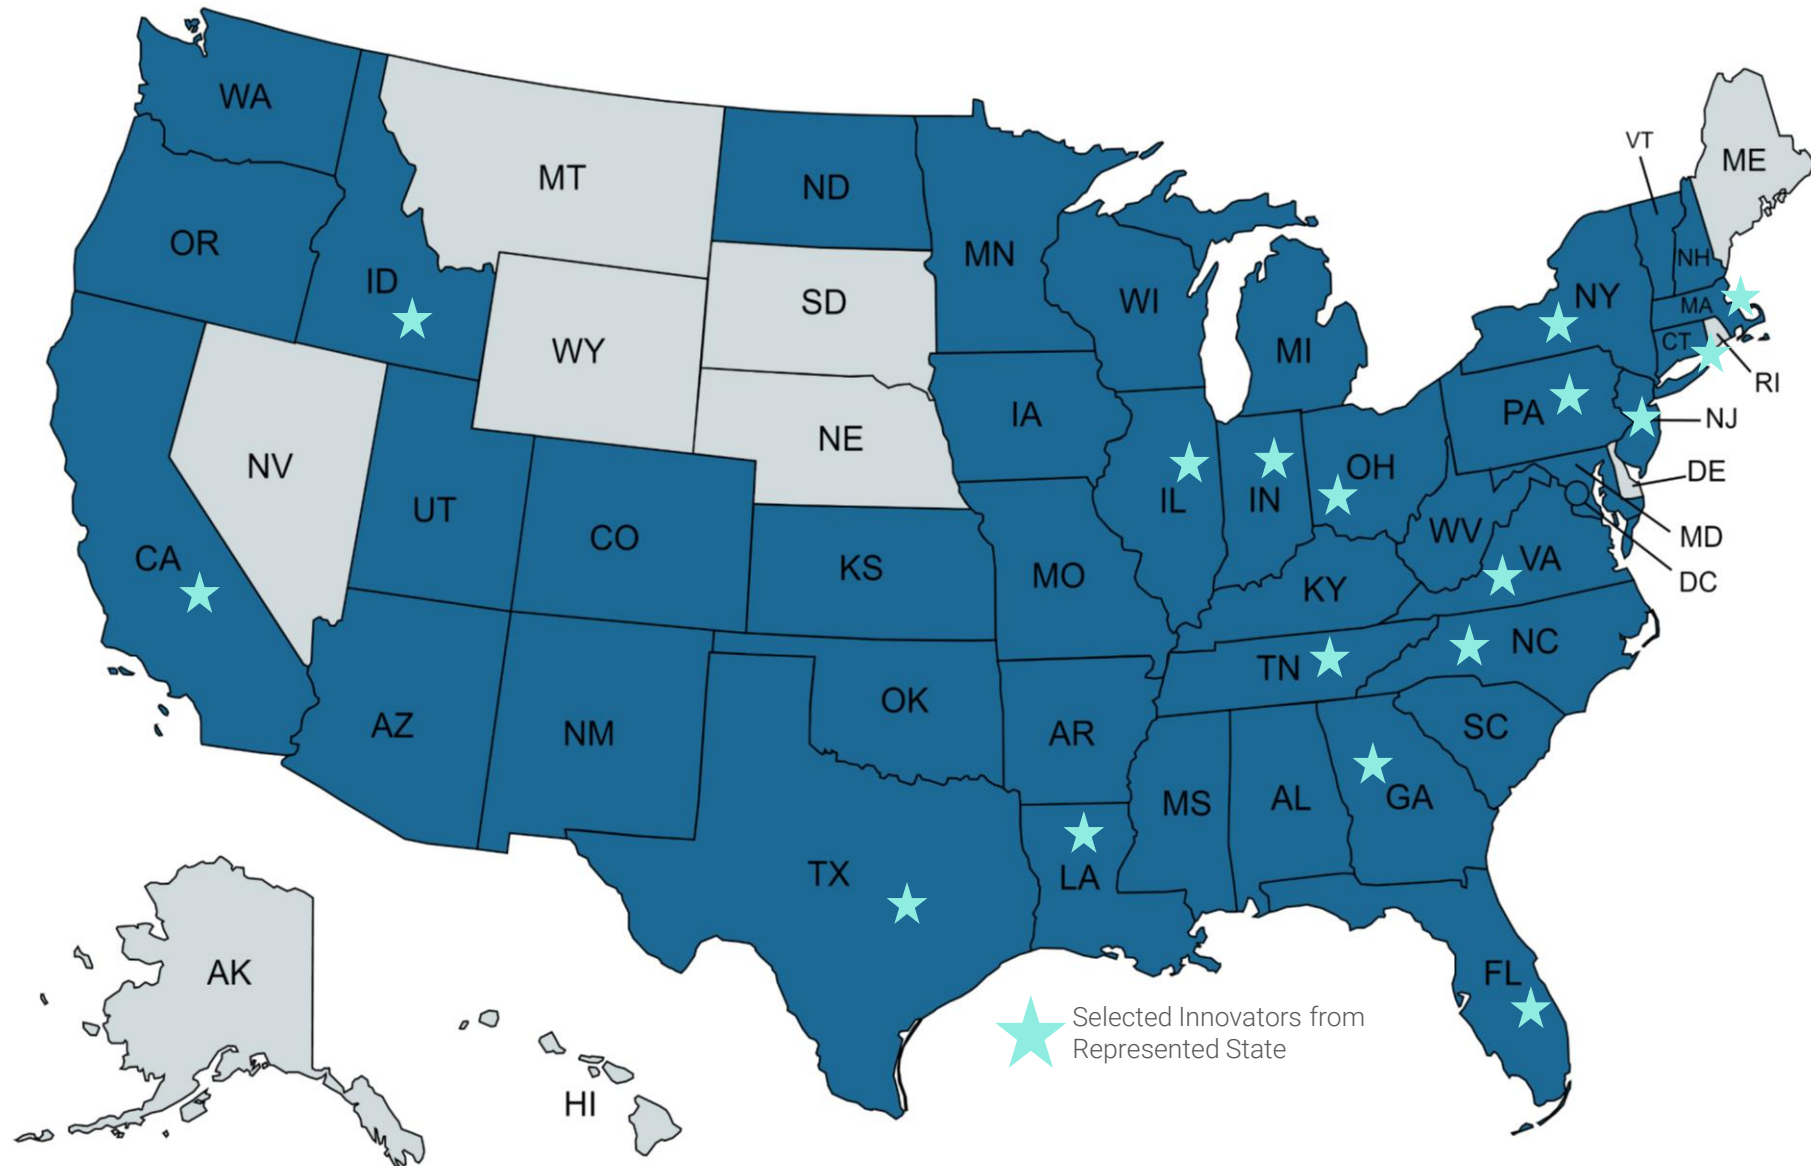 WA
MT
ND
MN
OR
ID
SD
WI
MI
WY
NE
IA
NV
UT
CO
CA
KS
MO
IL
IN
OH
KY
WV
VA
PA
NY
VT
NH
ME
MA
CT
RI
NJ
DE
MD
DC
NC
TN
SC
AZ
NM
OK
AR
MS
AL
GA
TX
LA
FL
AK
HI
Selected Innovators from
Represented State